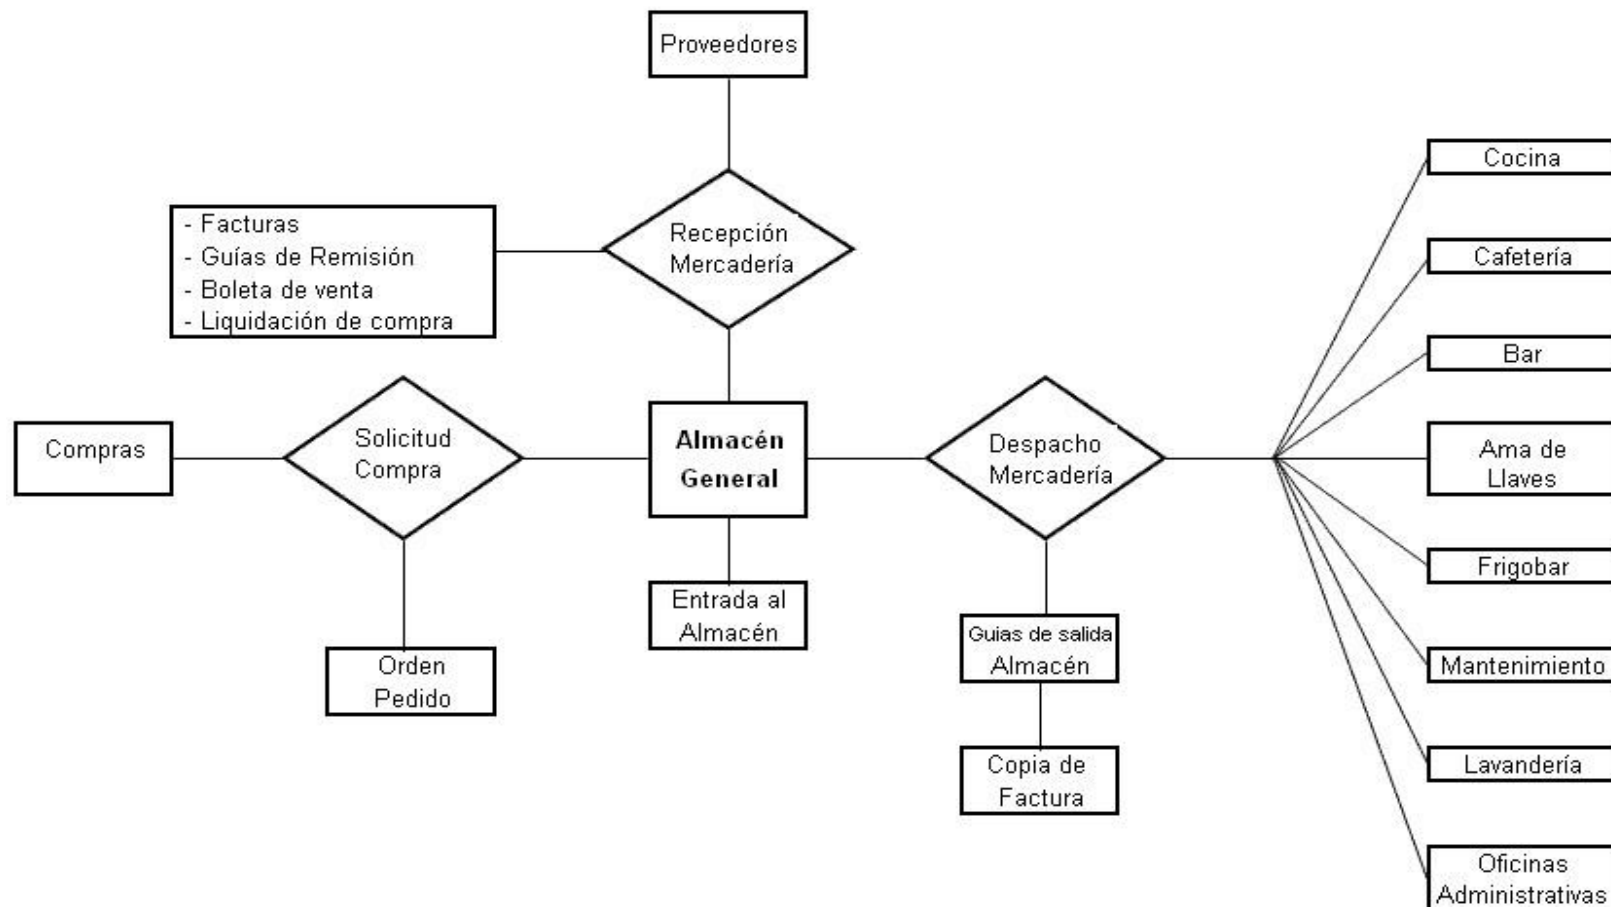 Proveedores
- Facturas
- Guías de Remisión
- Boleta de venta
- Liquidación de compra
Recepción
Mercadería
Compras
Solicitud
Compra
Almacén
General
Despacho
Mercadería
Orden
Pedido
Entrada al
Almacén
Guias de salida
Almacén
Copia de
Factura
Cocina
Cafetería
Bar
Ama de
Llaves
Frigobar
Mantenimiento
Lavandería
Oficinas
Administrativas